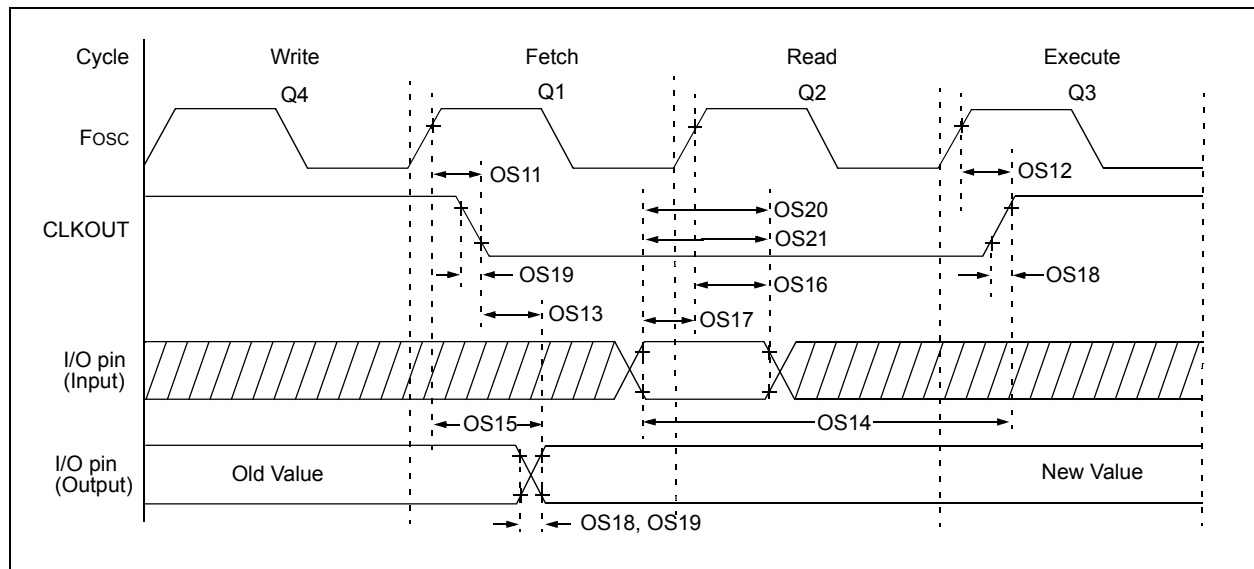 Cycle Write Fetch Read Execute
Q4 Q1 Q2 Q3
FOSC
OS11 OS12
OS20
CLKOUT OS21
OS19 OS16 OS18
OS13 OS17
I/O pin
(Input)
OS15 OS14
I/O pin
(Output) Old Value New Value
OS18, OS19